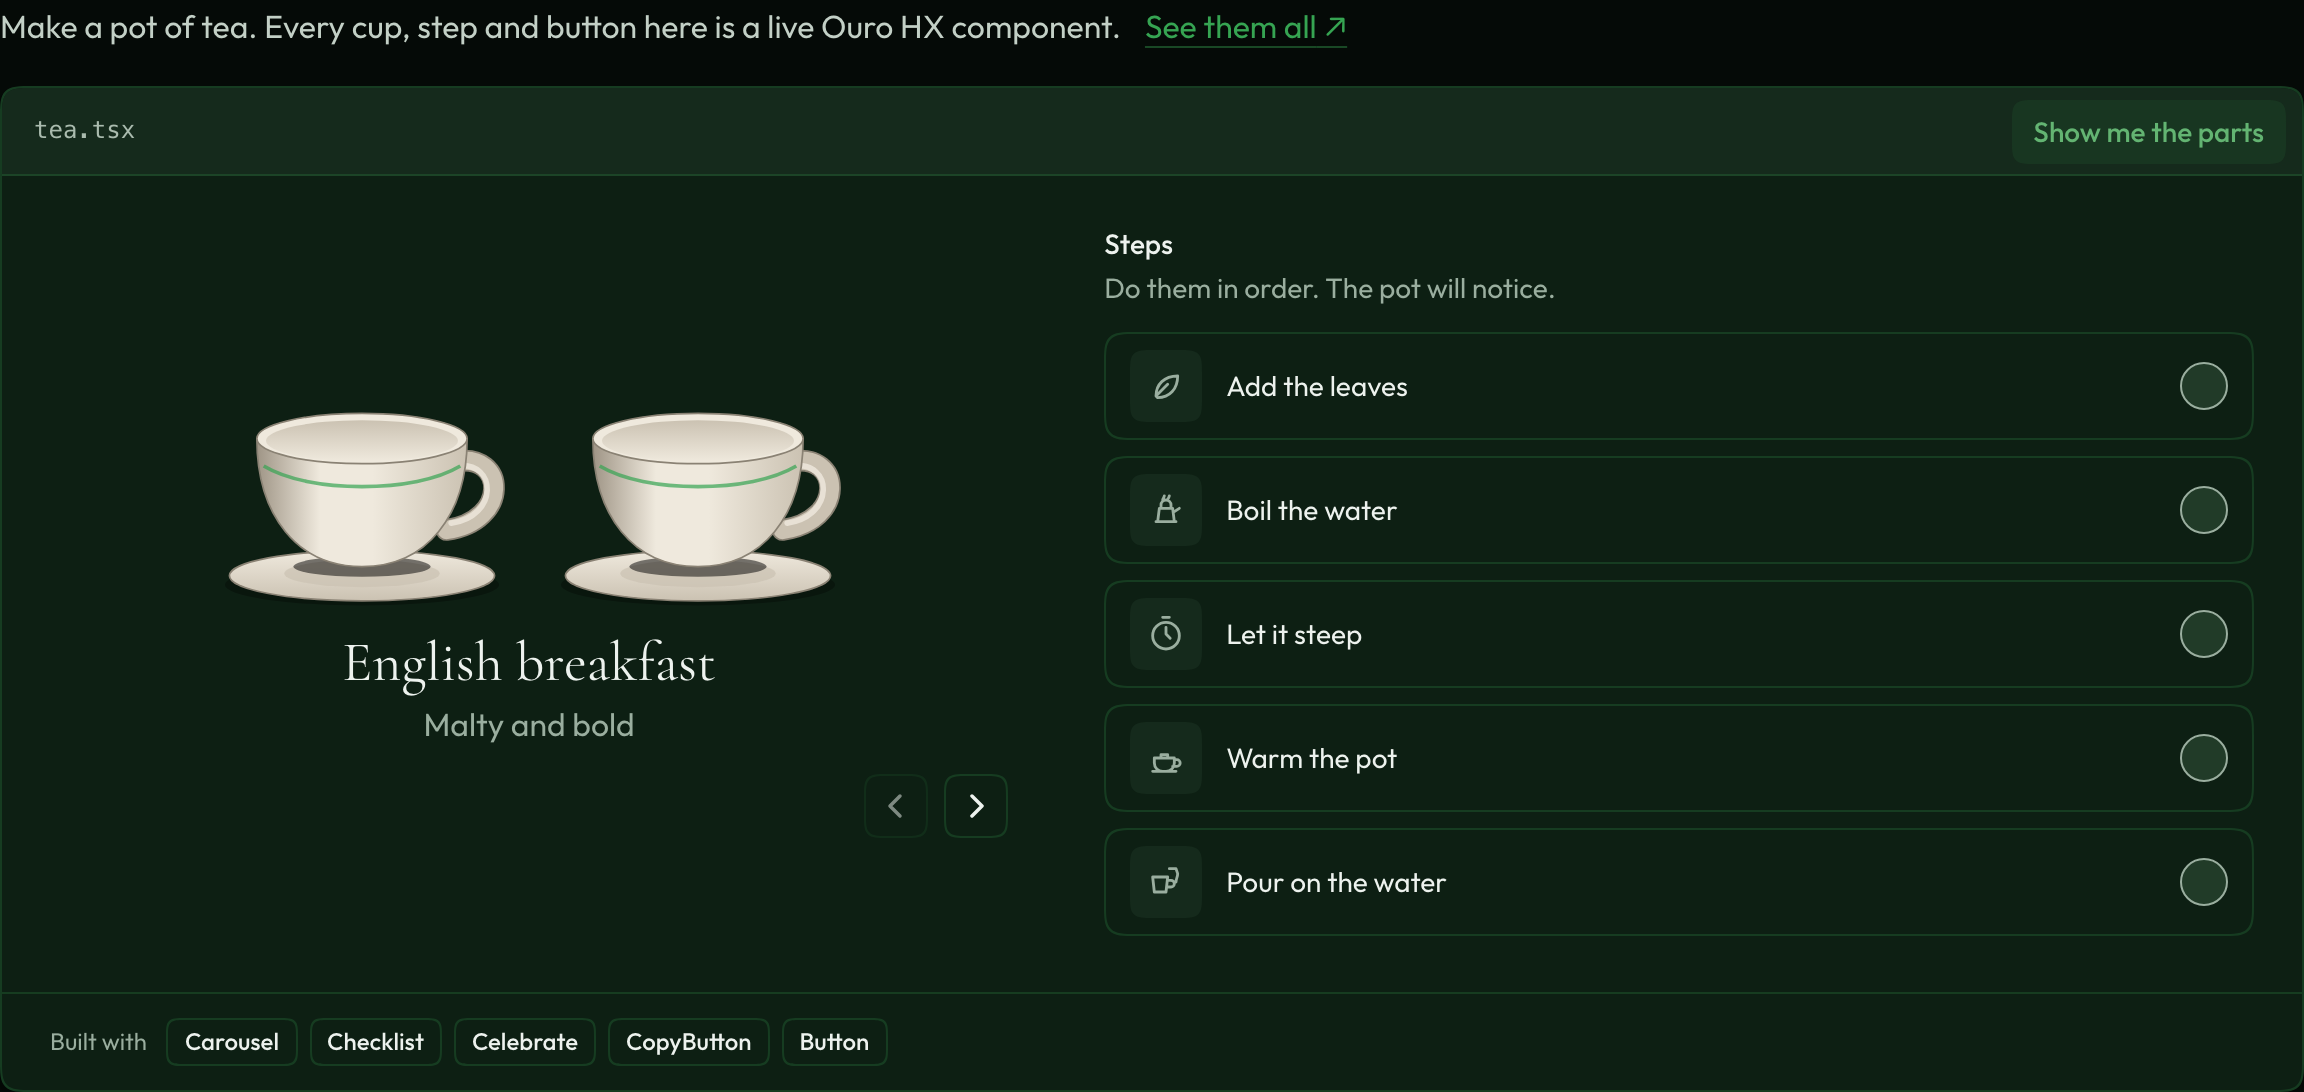 Make a pot of tea. Every cup, step and button here is a live Ouro HX component. See them all ↗
tea.tsx
Show me the parts
English breakfast
Malty and bold
Steps
Do them in order. The pot will notice.
Add the leaves
Boil the water
Let it steep
Warm the pot
Pour on the water
Built with Carousel Checklist Celebrate CopyButton Button